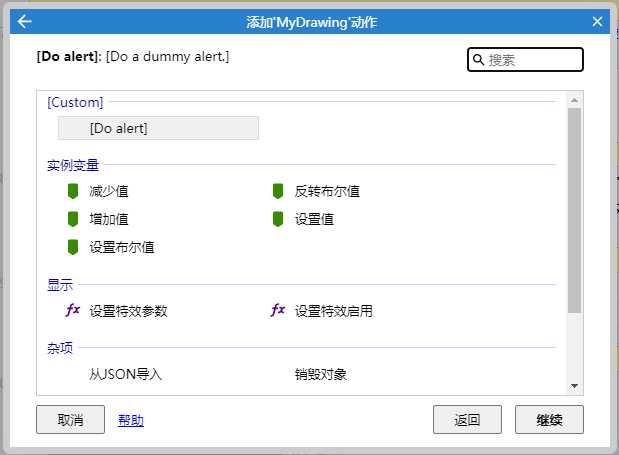 添加'MyDrawing'动作
[Do alert]: [Do a dummy alert.]
搜索
[Custom]
[Do alert]
实例变量
减少值 反转布尔值
增加值 设置值
设置布尔值
显示
fx 设置特效参数 fx 设置特效启用
杂项
从JSON导入 销毁对象
取消 帮助 返回 继续